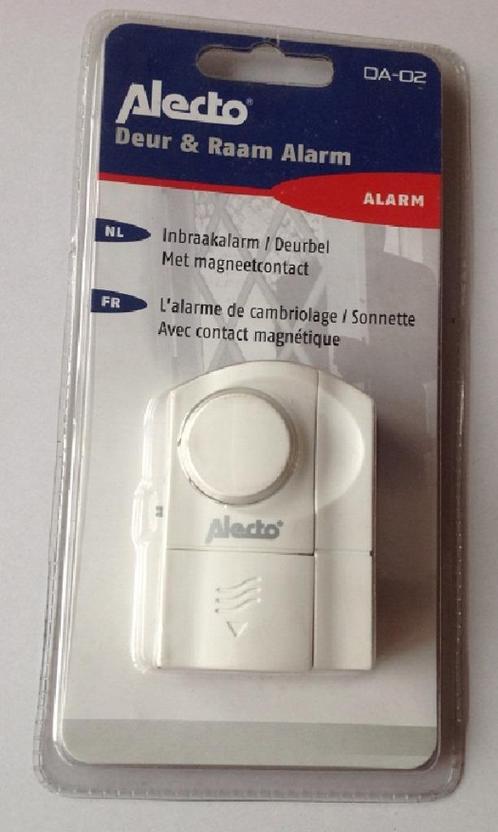 DA-02
Alecto®
Deur & Raam Alarm
ALARM
NL
Inbraakalarm / Deurbel
Met magneetcontact
FR
L'alarme de cambriolage / Sonnette
Avec contact magnétique
Alecto®